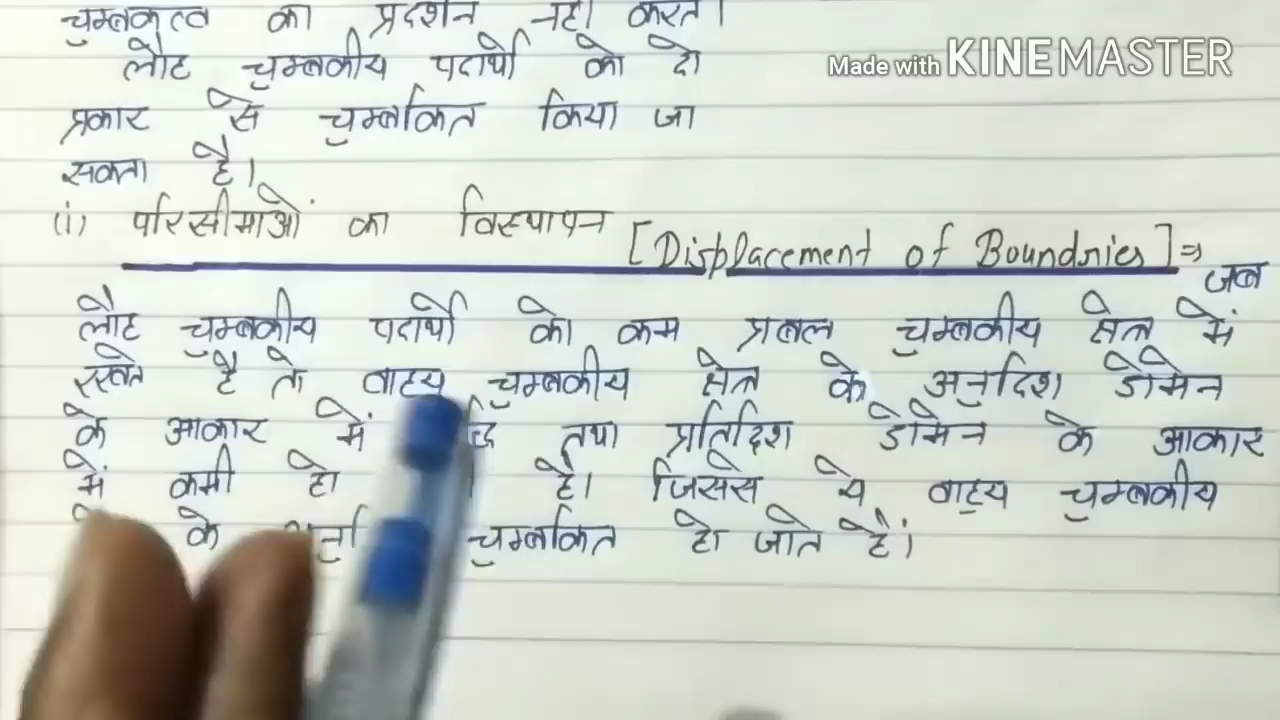 चुम्बकत्व का प्रदर्शन नही करते।
लौह चुम्बकीय पदार्थो को दो
Made with KINEMASTER
प्रकार से चुम्बकित किया जा
सकता है।
(i) परिसीमाओं का विस्थापन [Displacement of Boundries] ⇒ जब
लौह चुम्बकीय पदार्थो को कम प्रबल चुम्बकीय क्षेत्र में
रखते है तो वाह्य चुम्बकीय क्षेत्र के अनुदिश डोमेन
के आकार में तथा प्रतिदिश डोमेन के आकार
में कमी हो है। जिससे ये वाह्य चुम्बकीय
के चुम्बकित हो जाते है।